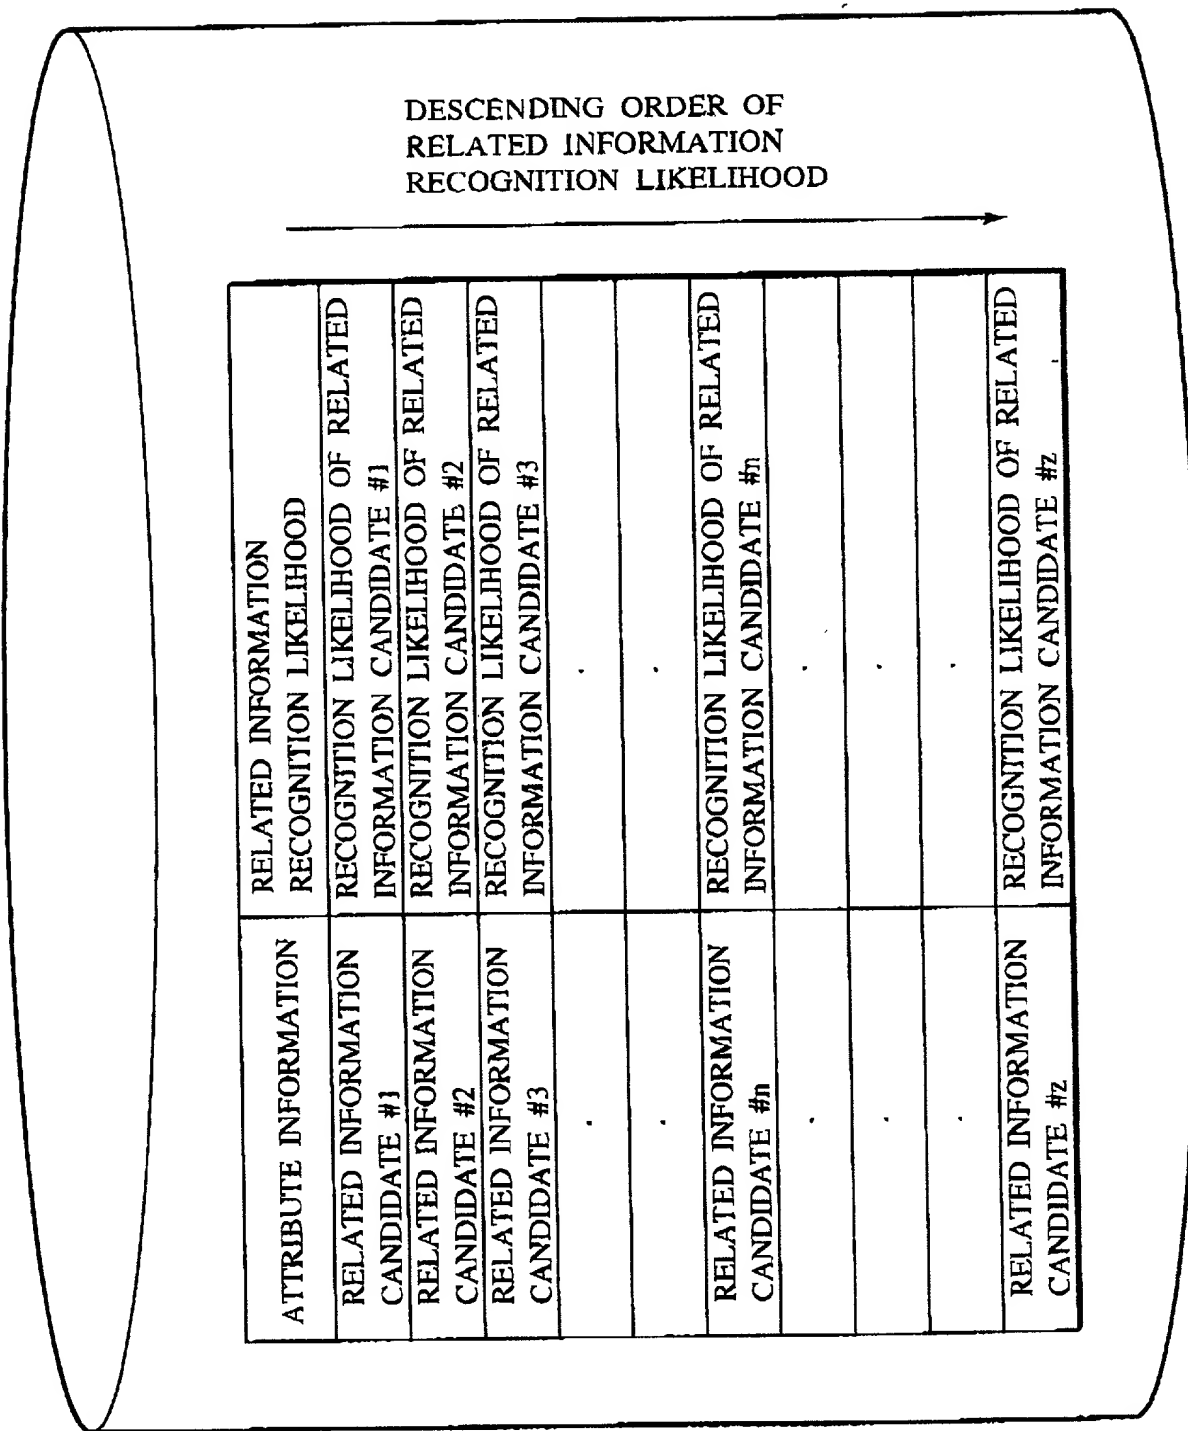 DESCENDING ORDER OF
RELATED INFORMATION
RECOGNITION LIKELIHOOD
ATTRIBUTE INFORMATION
RELATED INFORMATION
RECOGNITION LIKELIHOOD
RELATED INFORMATION
CANDIDATE #1
RECOGNITION LIKELIHOOD OF RELATED
INFORMATION CANDIDATE #1
RELATED INFORMATION
CANDIDATE #2
RECOGNITION LIKELIHOOD OF RELATED
INFORMATION CANDIDATE #2
RELATED INFORMATION
CANDIDATE #3
RECOGNITION LIKELIHOOD OF RELATED
INFORMATION CANDIDATE #3
. .
. .
RELATED INFORMATION
CANDIDATE #n
RECOGNITION LIKELIHOOD OF RELATED
INFORMATION CANDIDATE #n
. .
. .
. .
RELATED INFORMATION
CANDIDATE #z
RECOGNITION LIKELIHOOD OF RELATED
INFORMATION CANDIDATE #z